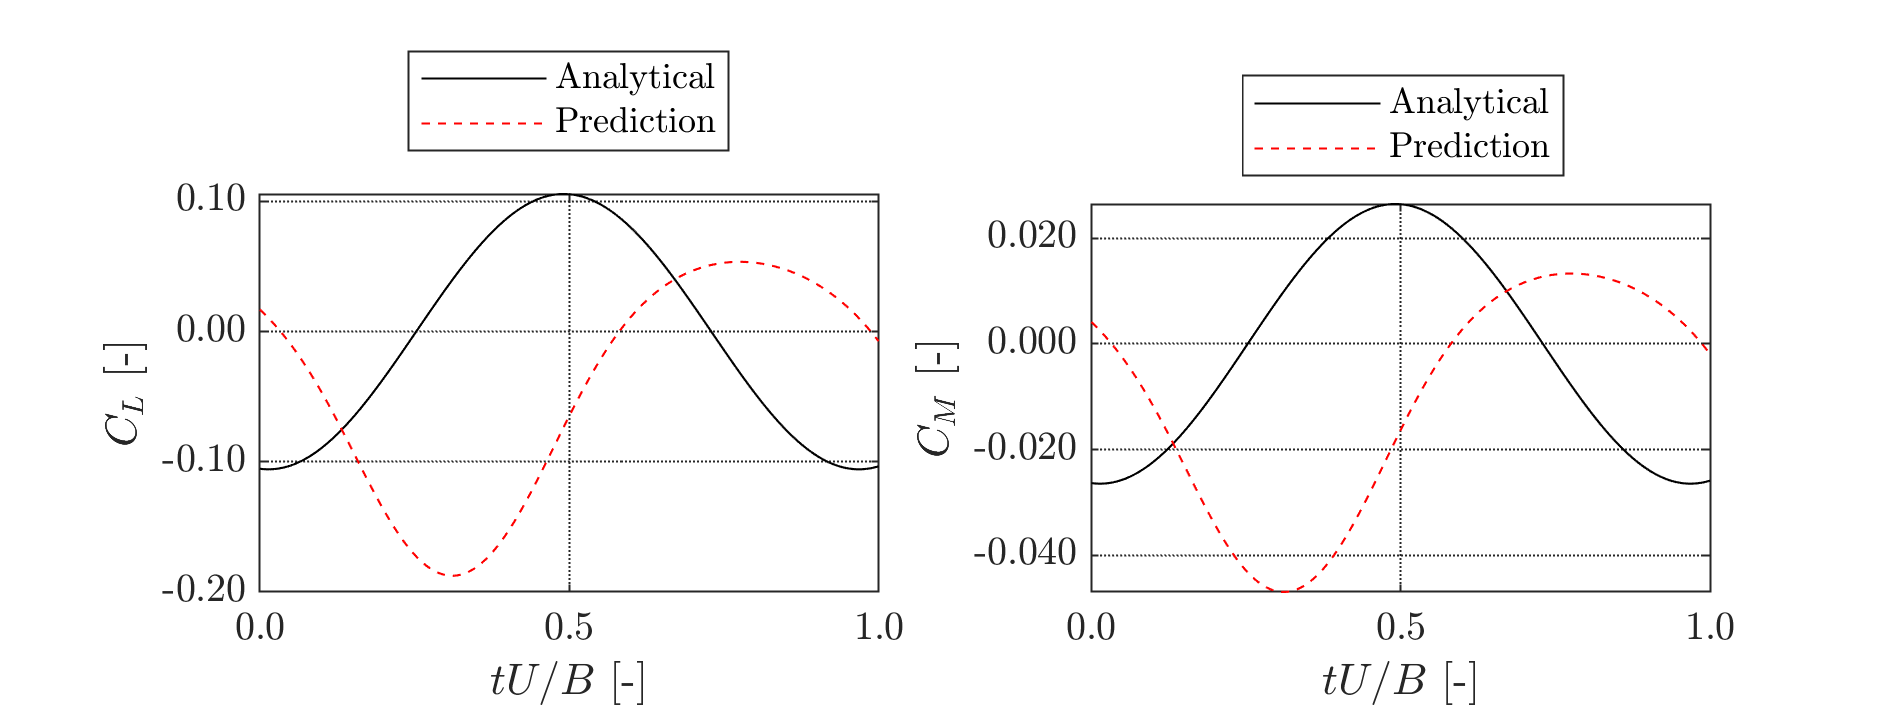 Analytical
Prediction
0.10
0.00
-0.10
-0.20
0.0 0.5 1.0
tU/B [-]
C_L [-]
Analytical
Prediction
0.020
0.000
-0.020
-0.040
0.0 0.5 1.0
tU/B [-]
C_M [-]